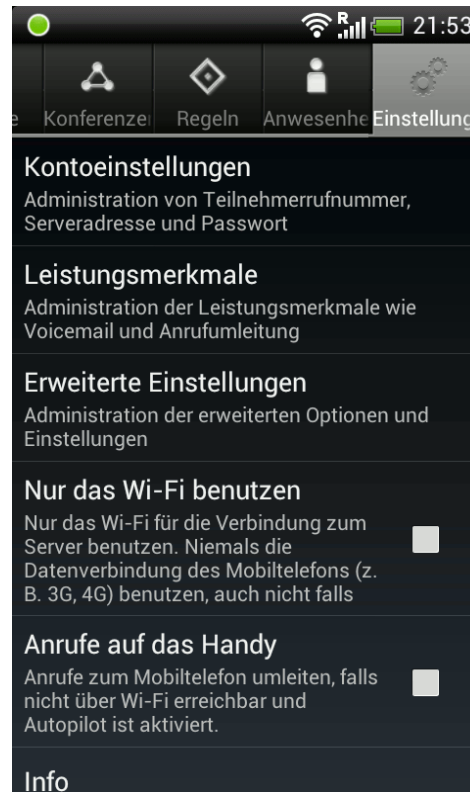 R
21:53
e
Konferenze
Regeln
Anwesenhe
Einstellung
Kontoeinstellungen
Administration von Teilnehmerrufnummer,
Serveradresse und Passwort
Leistungsmerkmale
Administration der Leistungsmerkmale wie
Voicemail und Anrufumleitung
Erweiterte Einstellungen
Administration der erweiterten Optionen und
Einstellungen
Nur das Wi-Fi benutzen
Nur das Wi-Fi für die Verbindung zum
Server benutzen. Niemals die
Datenverbindung des Mobiltelefons (z.
B. 3G, 4G) benutzen, auch nicht falls
Anrufe auf das Handy
Anrufe zum Mobiltelefon umleiten, falls
nicht über Wi-Fi erreichbar und
Autopilot ist aktiviert.
Info